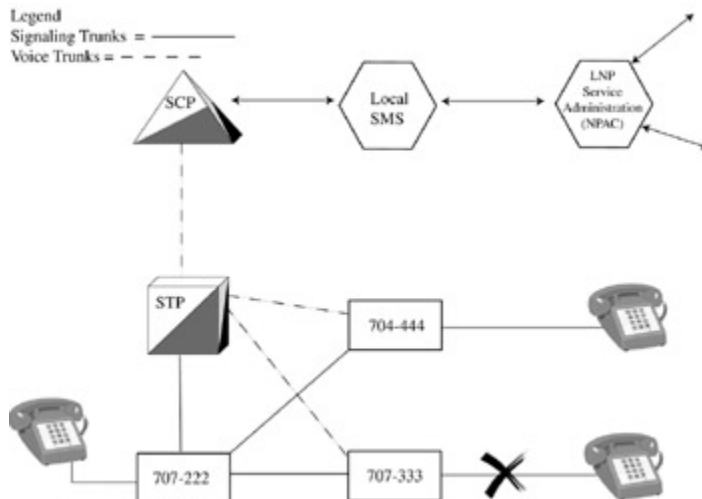 Legend
Signaling Trunks =
Voice Trunks =
SCP
Local
SMS
LNP
Service
Administration
(NPAC)
STP
704-444
707-222
707-333